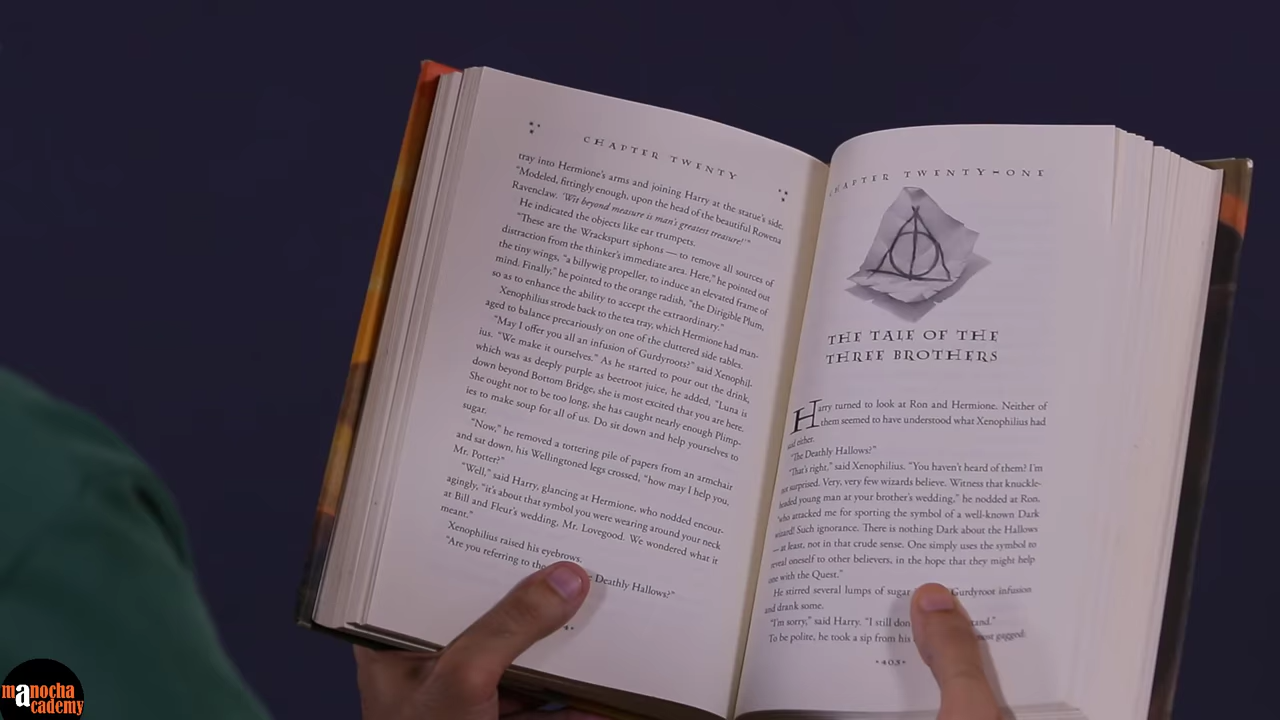 CHAPTER TWENTY
tray into Hermione's arms and joining Harry at the statue's side.
"Modeled, fittingly enough, upon the head of the beautiful Rowena
Ravenclaw. 'Wit beyond measure is man's greatest treasure!'"
He indicated the objects like ear trumpets.
"These are the Wrackspurt siphons — to remove all sources of
distraction from the thinker's immediate area. Here," he pointed out
the tiny wings, "a billywig propeller, to induce an elevated frame of
mind. Finally," he pointed to the orange radish, "the Dirigible Plum,
so as to enhance the ability to accept the extraordinary."
Xenophilius strode back to the tea tray, which Hermione had man-
aged to balance precariously on one of the cluttered side tables.
"May I offer you all an infusion of Gurdyroots?" said Xenophil-
ius. "We make it ourselves." As he started to pour out the drink,
which was as deeply purple as beetroot juice, he added, "Luna is
down beyond Bottom Bridge, she is most excited that you are here.
She ought not to be too long, she has caught nearly enough Plimp-
ies to make soup for all of us. Do sit down and help yourselves to
sugar.
"Now," he removed a tottering pile of papers from an armchair
and sat down, his Wellingtoned legs crossed, "how may I help you,
Mr. Potter?"
"Well," said Harry, glancing at Hermione, who nodded encour-
agingly, "it's about that symbol you were wearing around your neck
at Bill and Fleur's wedding, Mr. Lovegood. We wondered what it
meant."
Xenophilius raised his eyebrows.
"Are you referring to the Deathly Hallows?"
CHAPTER TWENTY-ONE
THE TALE OF THE
THREE BROTHERS
Harry turned to look at Ron and Hermione. Neither of
them seemed to have understood what Xenophilius had
said either.
"The Deathly Hallows?"
"That's right," said Xenophilius. "You haven't heard of them? I'm
not surprised. Very, very few wizards believe. Witness that knuckle-
headed young man at your brother's wedding," he nodded at Ron,
"who attacked me for sporting the symbol of a well-known Dark
wizard! Such ignorance. There is nothing Dark about the Hallows
— at least, not in that crude sense. One simply uses the symbol to
reveal oneself to other believers, in the hope that they might help
one with the Quest."
He stirred several lumps of sugar Gurdyroot infusion
and drank some.
"I'm sorry," said Harry. "I still
To be polite, he took a sip from his gagged:
•403•
manocha
academy